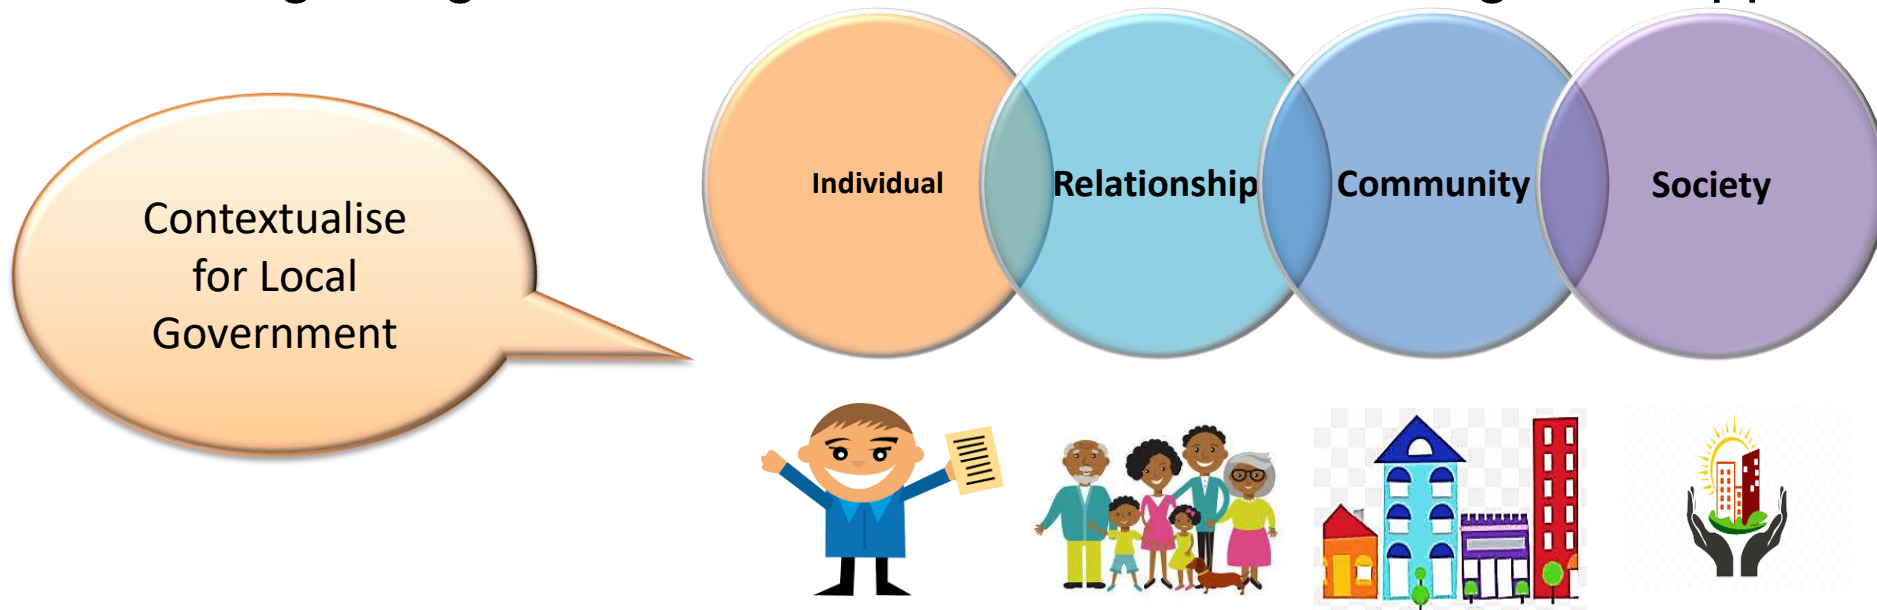 Contextualise
for Local
Government
Individual
Relationship
Community
Society